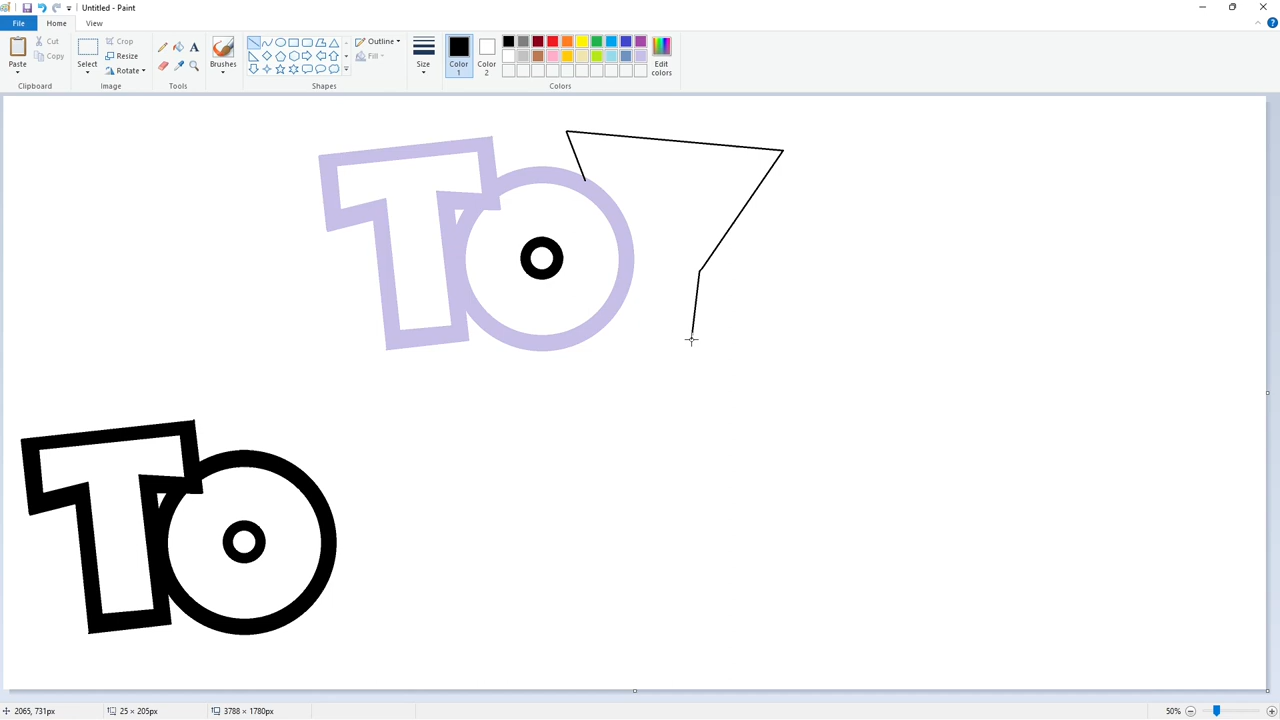 Untitled - Paint
File
Home
View
Paste
Cut
Copy
Clipboard
Select
Crop
Resize
Rotate
Image
A
Tools
Brushes
Outline
Fill
Shapes
Size
Color 1
Color 2
Edit colors
Colors
TO
TO
2065, 731px
25 × 205px
3788 × 1780px
50%